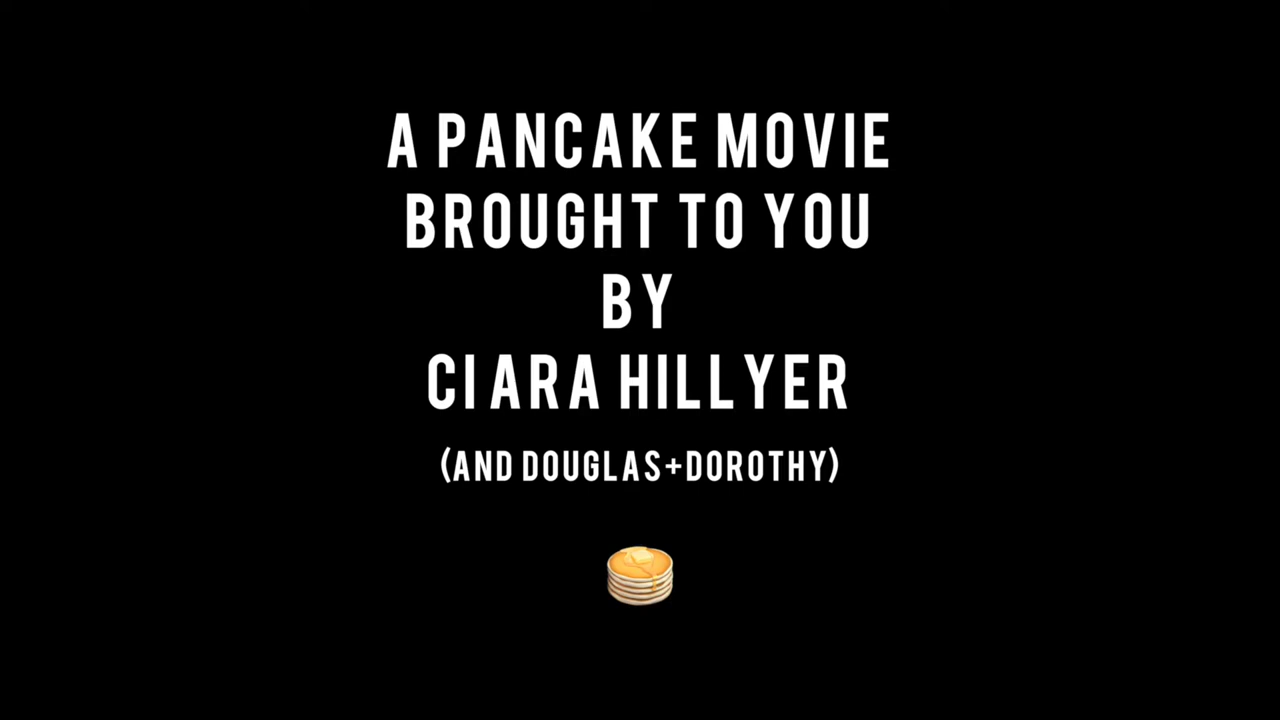 A PANCAKE MOVIE
BROUGHT TO YOU
BY
CIARA HILLYER
(AND DOUGLAS+DOROTHY)